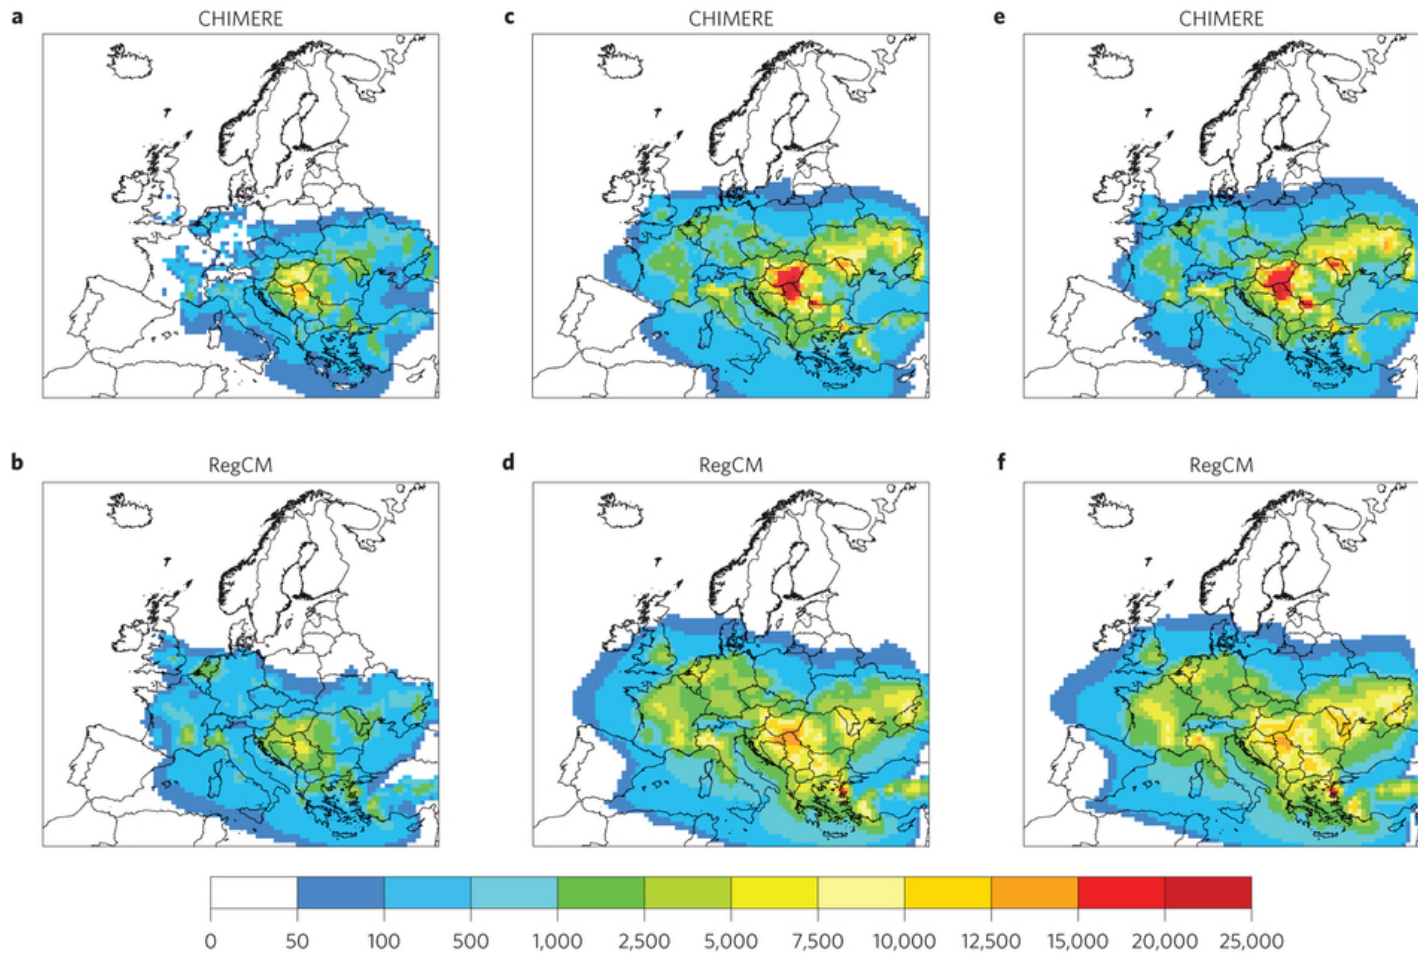 a CHIMERE
c CHIMERE
e CHIMERE
b RegCM
d RegCM
f RegCM
0 50 100 500 1,000 2,500 5,000 7,500 10,000 12,500 15,000 20,000 25,000